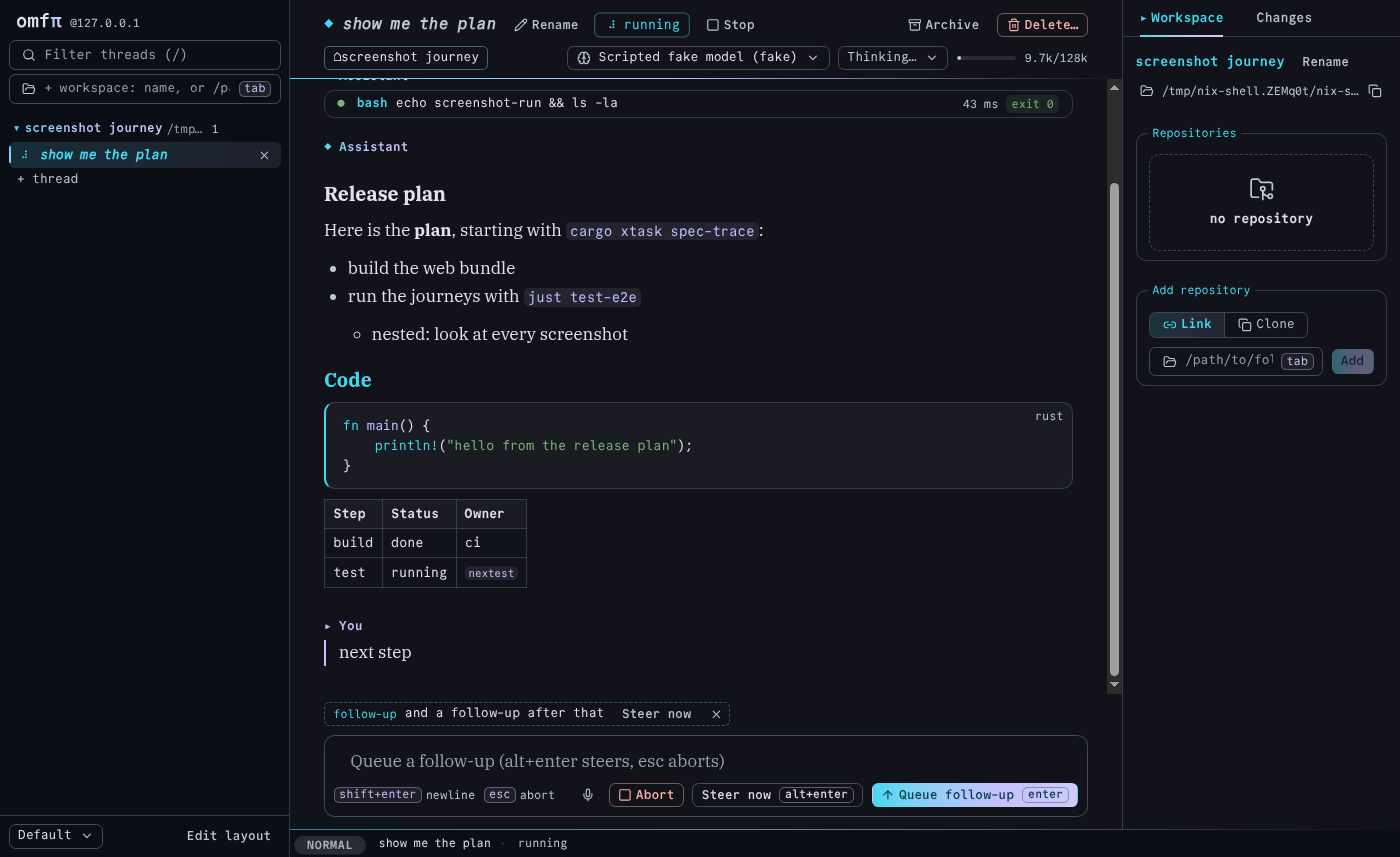 omfπ @127.0.0.1
Filter threads (/)
+ workspace: name, or /p tab
▾ screenshot journey /tmp… 1
show me the plan
+ thread
Default
Edit layout
show me the plan Rename running Stop Archive Delete…
screenshot journey Scripted fake model (fake) Thinking… 9.7k/128k
Assistant
bash echo screenshot-run && ls -la 43 ms exit 0
Assistant
Release plan
Here is the plan, starting with cargo xtask spec-trace:
• build the web bundle
• run the journeys with just test-e2e
◦ nested: look at every screenshot
Code
rust
fn main() {
    println!("hello from the release plan");
}
Step Status Owner
build done ci
test running nextest
▸ You
next step
follow-up and a follow-up after that Steer now
Queue a follow-up (alt+enter steers, esc aborts)
shift+enter newline esc abort Abort Steer now alt+enter Queue follow-up enter
NORMAL show me the plan · running
▸ Workspace Changes
screenshot journey Rename
/tmp/nix-shell.ZEMq0t/nix-s…
Repositories
no repository
Add repository
Link Clone
/path/to/fol tab Add